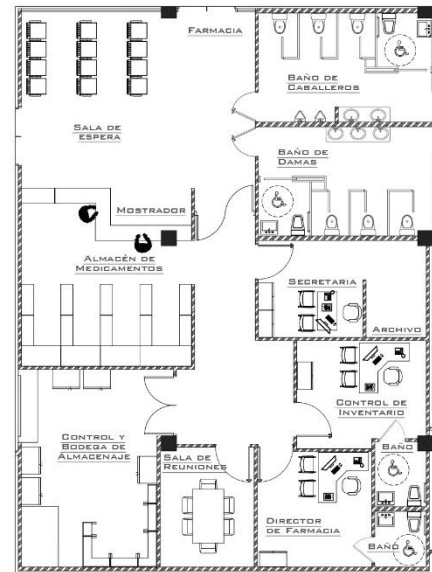 FARMACIA
BAÑO DE
CABALLEROS
SALA DE
ESPERA
BAÑO DE
DAMAS
MOSTRADOR
ALMACÉN DE
MEDICAMENTOS
SECRETARIA
ARCHIVO
CONTROL DE
INVENTARIO
CONTROL Y
BODEGA DE
ALMACENAJE
SALA DE
REUNIONES
BAÑO
DIRECTOR
DE FARMACIA
BAÑO